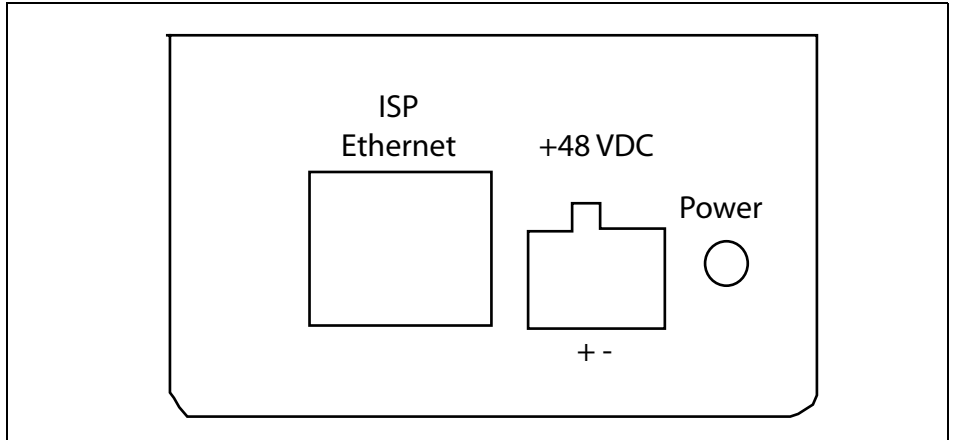 ISP
Ethernet
+48 VDC
Power
+ -